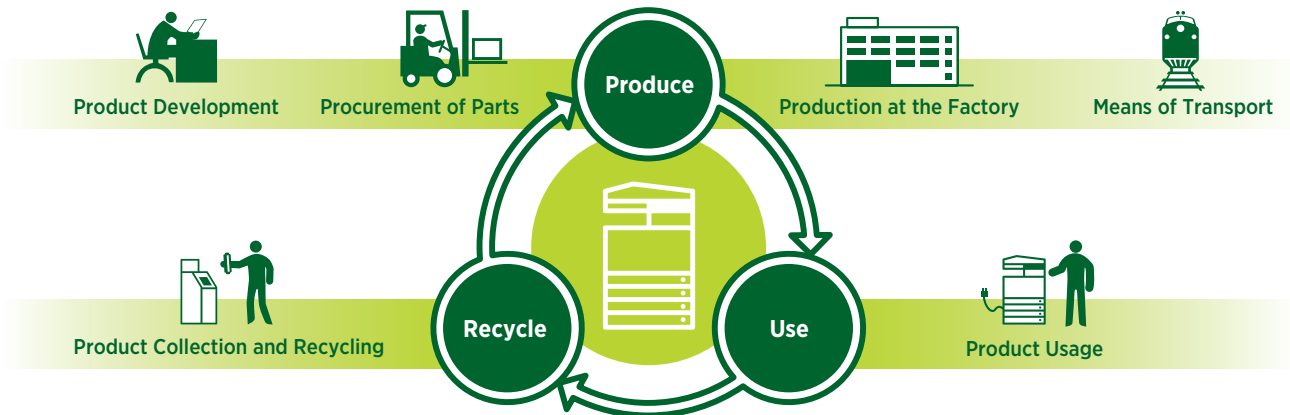 Produce
Product Development
Procurement of Parts
Production at the Factory
Means of Transport
Recycle
Use
Product Collection and Recycling
Product Usage